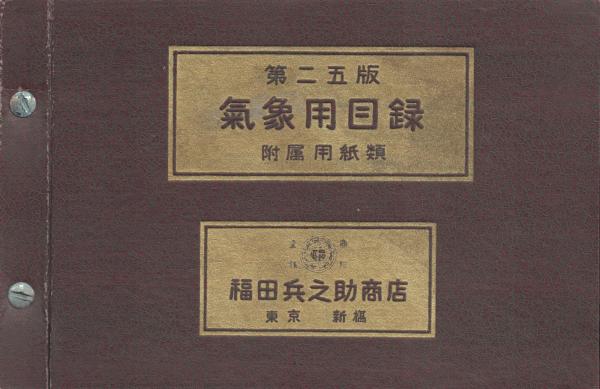 第二五版
氣象用目録
附属用紙類
福田兵之助商店
東京 新橋